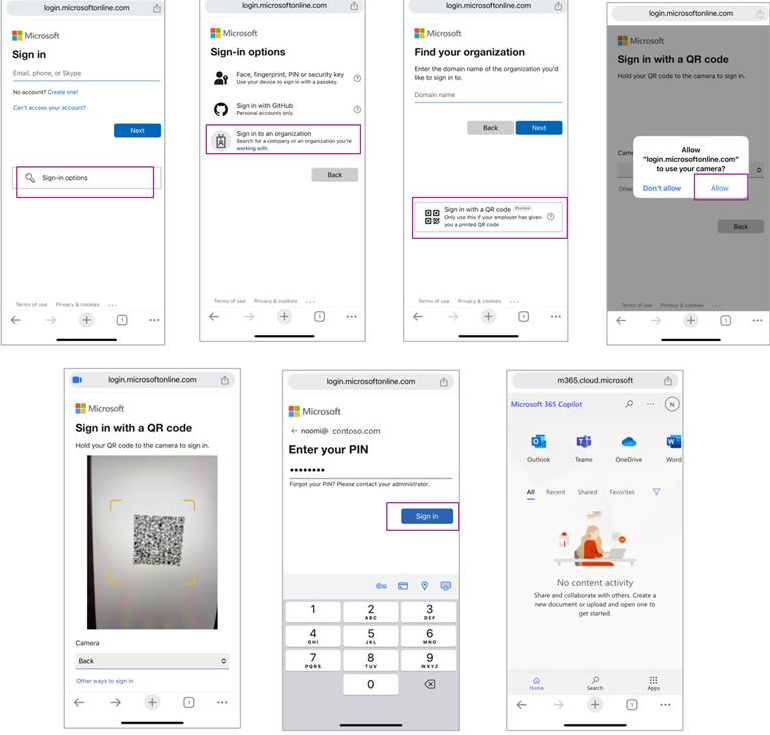 login.microsoftonline.com
Microsoft
Sign in
Email, phone, or Skype
No account? Create one!
Can't access your account?
Next
Sign-in options
Terms of use Privacy & cookies ...
1
login.microsoftonline.com
Microsoft
Sign-in options
Face, fingerprint, PIN or security key
Use your device to sign in with a passkey.
Sign in with GitHub
Personal accounts only
Sign in to an organization
Search for a company or an organization you're
working with.
Back
Terms of use Privacy & cookies ...
1
login.microsoftonline.com
Microsoft
Find your organization
Enter the domain name of the organization you'd
like to sign in to.
Domain name
Back Next
Sign in with a QR code Preview
Only use this if your employer has given
you a printed QR code
Terms of use Privacy & cookies ...
1
login.microsoftonline.com
Microsoft
Sign in with a QR code
Hold your QR code to the camera to sign in.
Came
Allow
"login.microsoftonline.com"
to use your camera?
Don't allow Allow
Other
Back
Terms of use Privacy & cookies ...
1
login.microsoftonline.com
Microsoft
Sign in with a QR code
Hold your QR code to the camera to sign in.
Camera
Back
Other ways to sign in
1
login.microsoftonline.com
Microsoft
← noomi@ contoso.com
Enter your PIN
Forgot your PIN? Please contact your administrator.
Sign in
1 2 3
ABC DEF
4 5 6
GHI JKL MNO
7 8 9
PQRS TUV WXYZ
0
m365.cloud.microsoft
Microsoft 365 Copilot
N
Outlook Teams OneDrive Word
All Recent Shared Favorites
No content activity
Share and collaborate with others. Create a
new document or upload and open one to
get started.
Home Search Apps
1